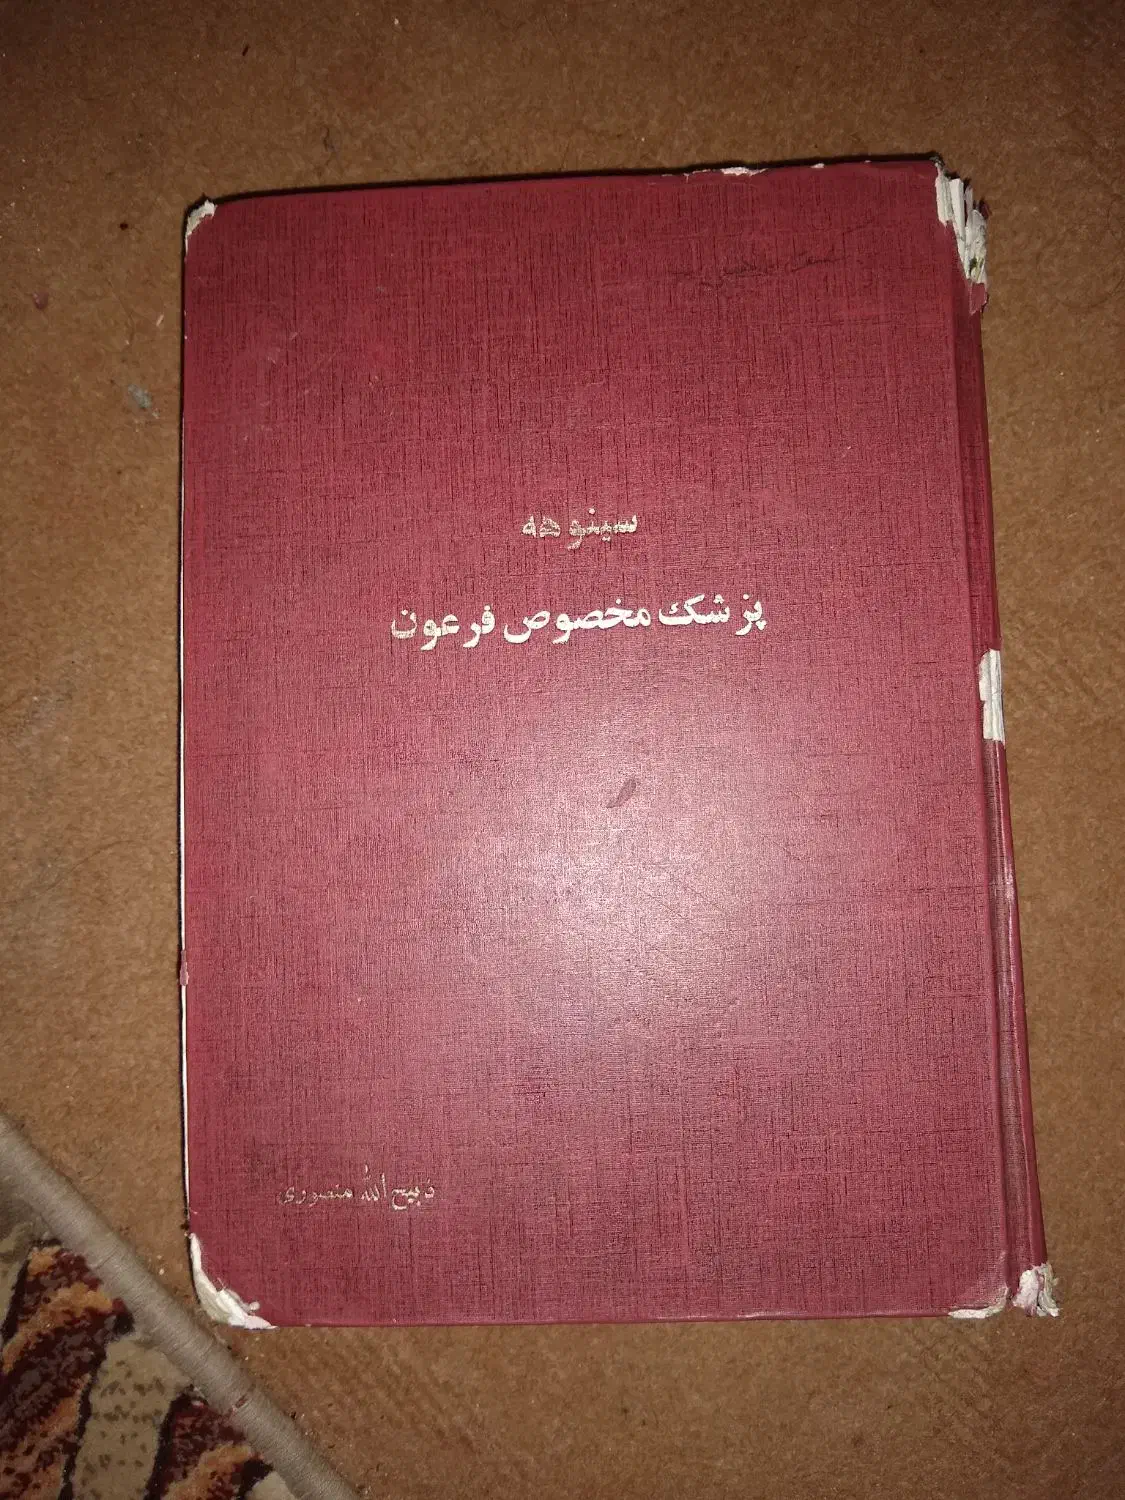 سینوهه
پزشک مخصوص فرعون
ذبیح الله منصوری